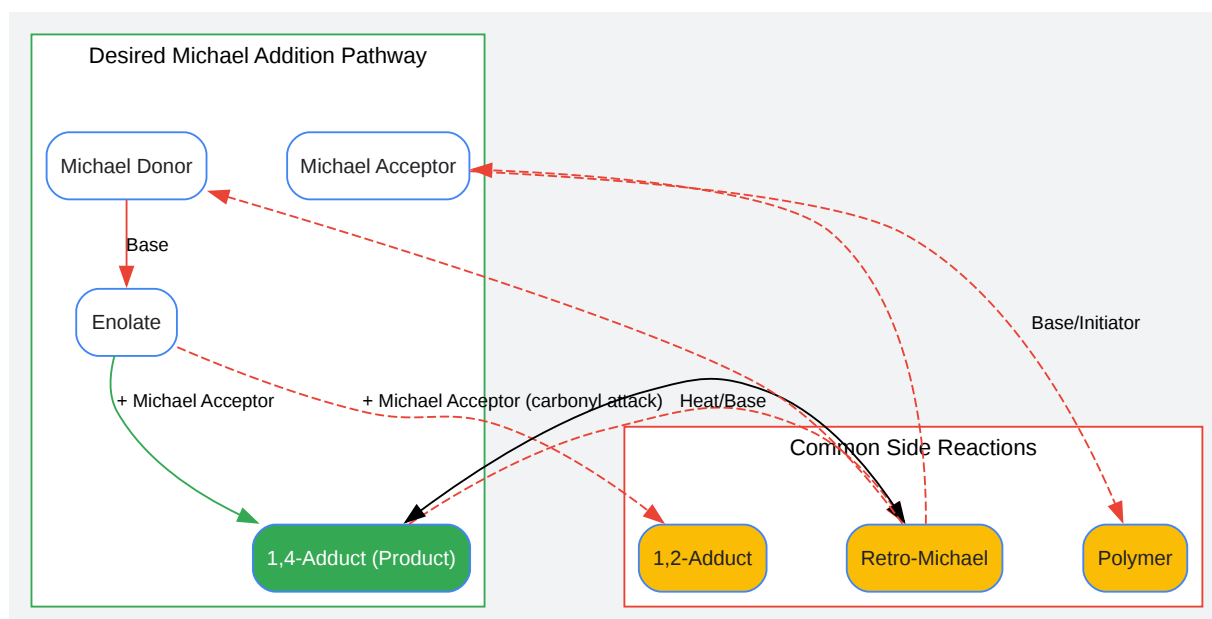 Desired Michael Addition Pathway
Michael Donor
Michael Acceptor
Base
Enolate
Base/Initiator
+ Michael Acceptor
+ Michael Acceptor (carbonyl attack)
Heat/Base
Common Side Reactions
1,4-Adduct (Product)
1,2-Adduct
Retro-Michael
Polymer